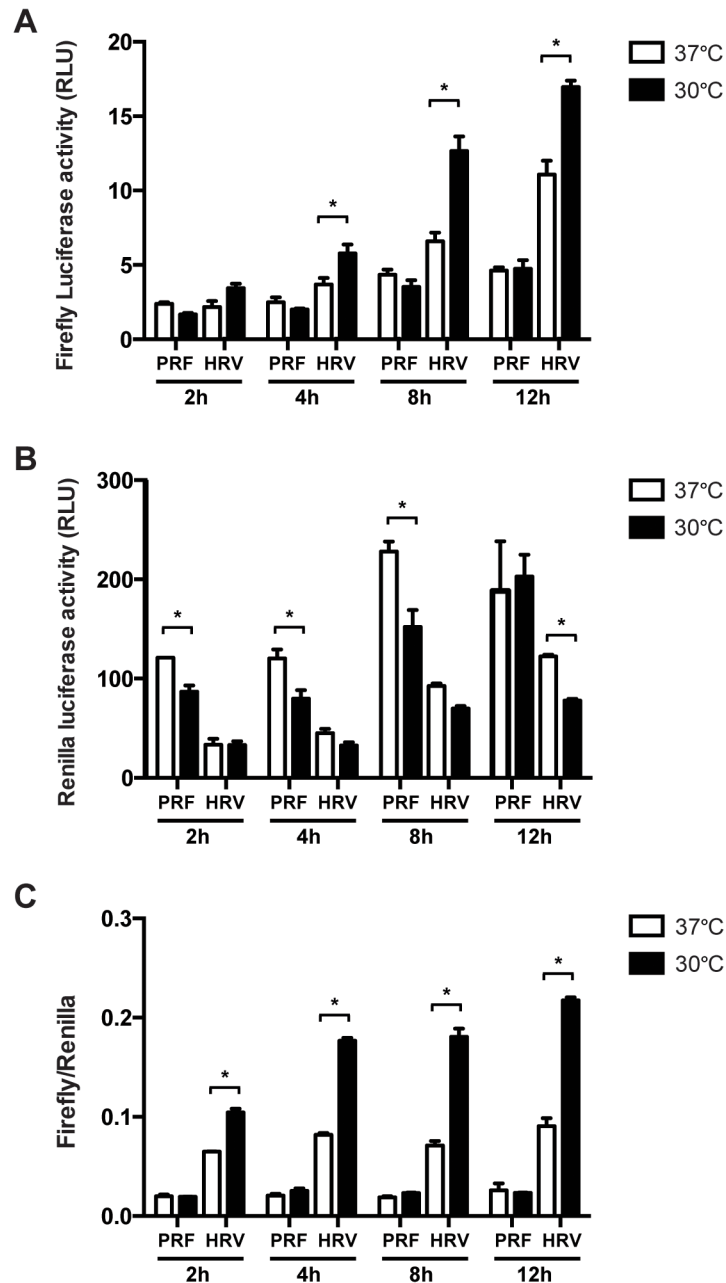 A
Firefly Luciferase activity (RLU)
20
15
10
5
0
*
*
*
37°C
30°C
PRF HRV PRF HRV PRF HRV PRF HRV
2h 4h 8h 12h
B
Renilla luciferase activity (RLU)
300
200
100
0
*
*
*
*
37°C
30°C
PRF HRV PRF HRV PRF HRV PRF HRV
2h 4h 8h 12h
C
Firefly/Renilla
0.3
0.2
0.1
0.0
*
*
*
*
37°C
30°C
PRF HRV PRF HRV PRF HRV PRF HRV
2h 4h 8h 12h